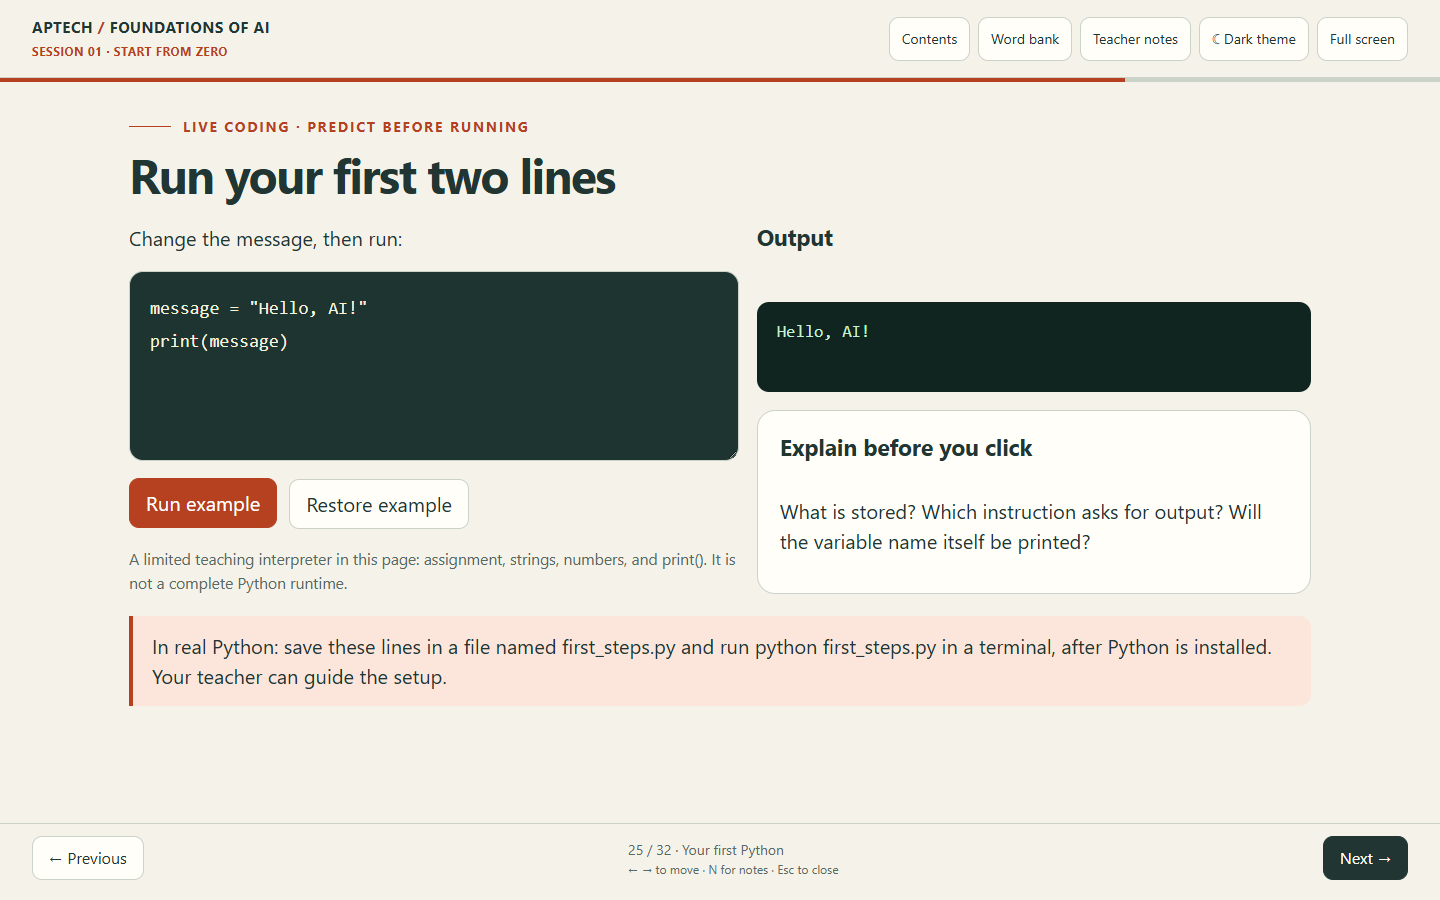 APTECH / FOUNDATIONS OF AI
SESSION 01 · START FROM ZERO
Contents
Word bank
Teacher notes
☾ Dark theme
Full screen
LIVE CODING · PREDICT BEFORE RUNNING
Run your first two lines
Change the message, then run:
message = "Hello, AI!"
print(message)
Run example
Restore example
A limited teaching interpreter in this page: assignment, strings, numbers, and print(). It is
not a complete Python runtime.
Output
Hello, AI!
Explain before you click
What is stored? Which instruction asks for output? Will
the variable name itself be printed?
In real Python: save these lines in a file named first_steps.py and run python first_steps.py in a terminal, after Python is installed.
Your teacher can guide the setup.
← Previous
25 / 32 · Your first Python
← → to move · N for notes · Esc to close
Next →